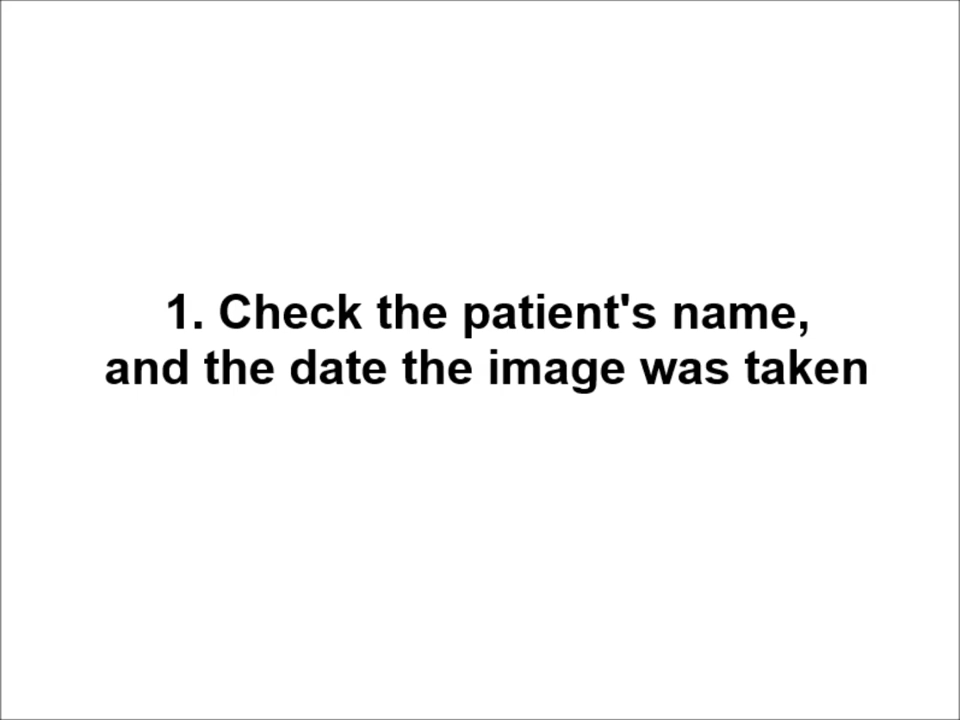 1. Check the patient's name,
and the date the image was taken